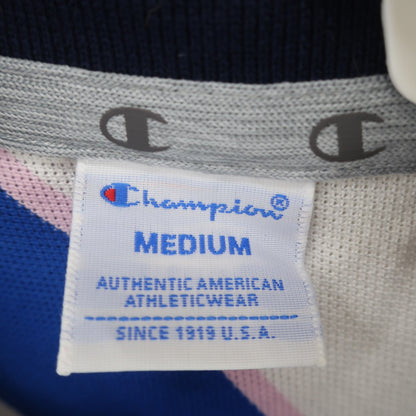 Champion®
MEDIUM
AUTHENTIC AMERICAN
ATHLETICWEAR
SINCE 1919 U.S.A.